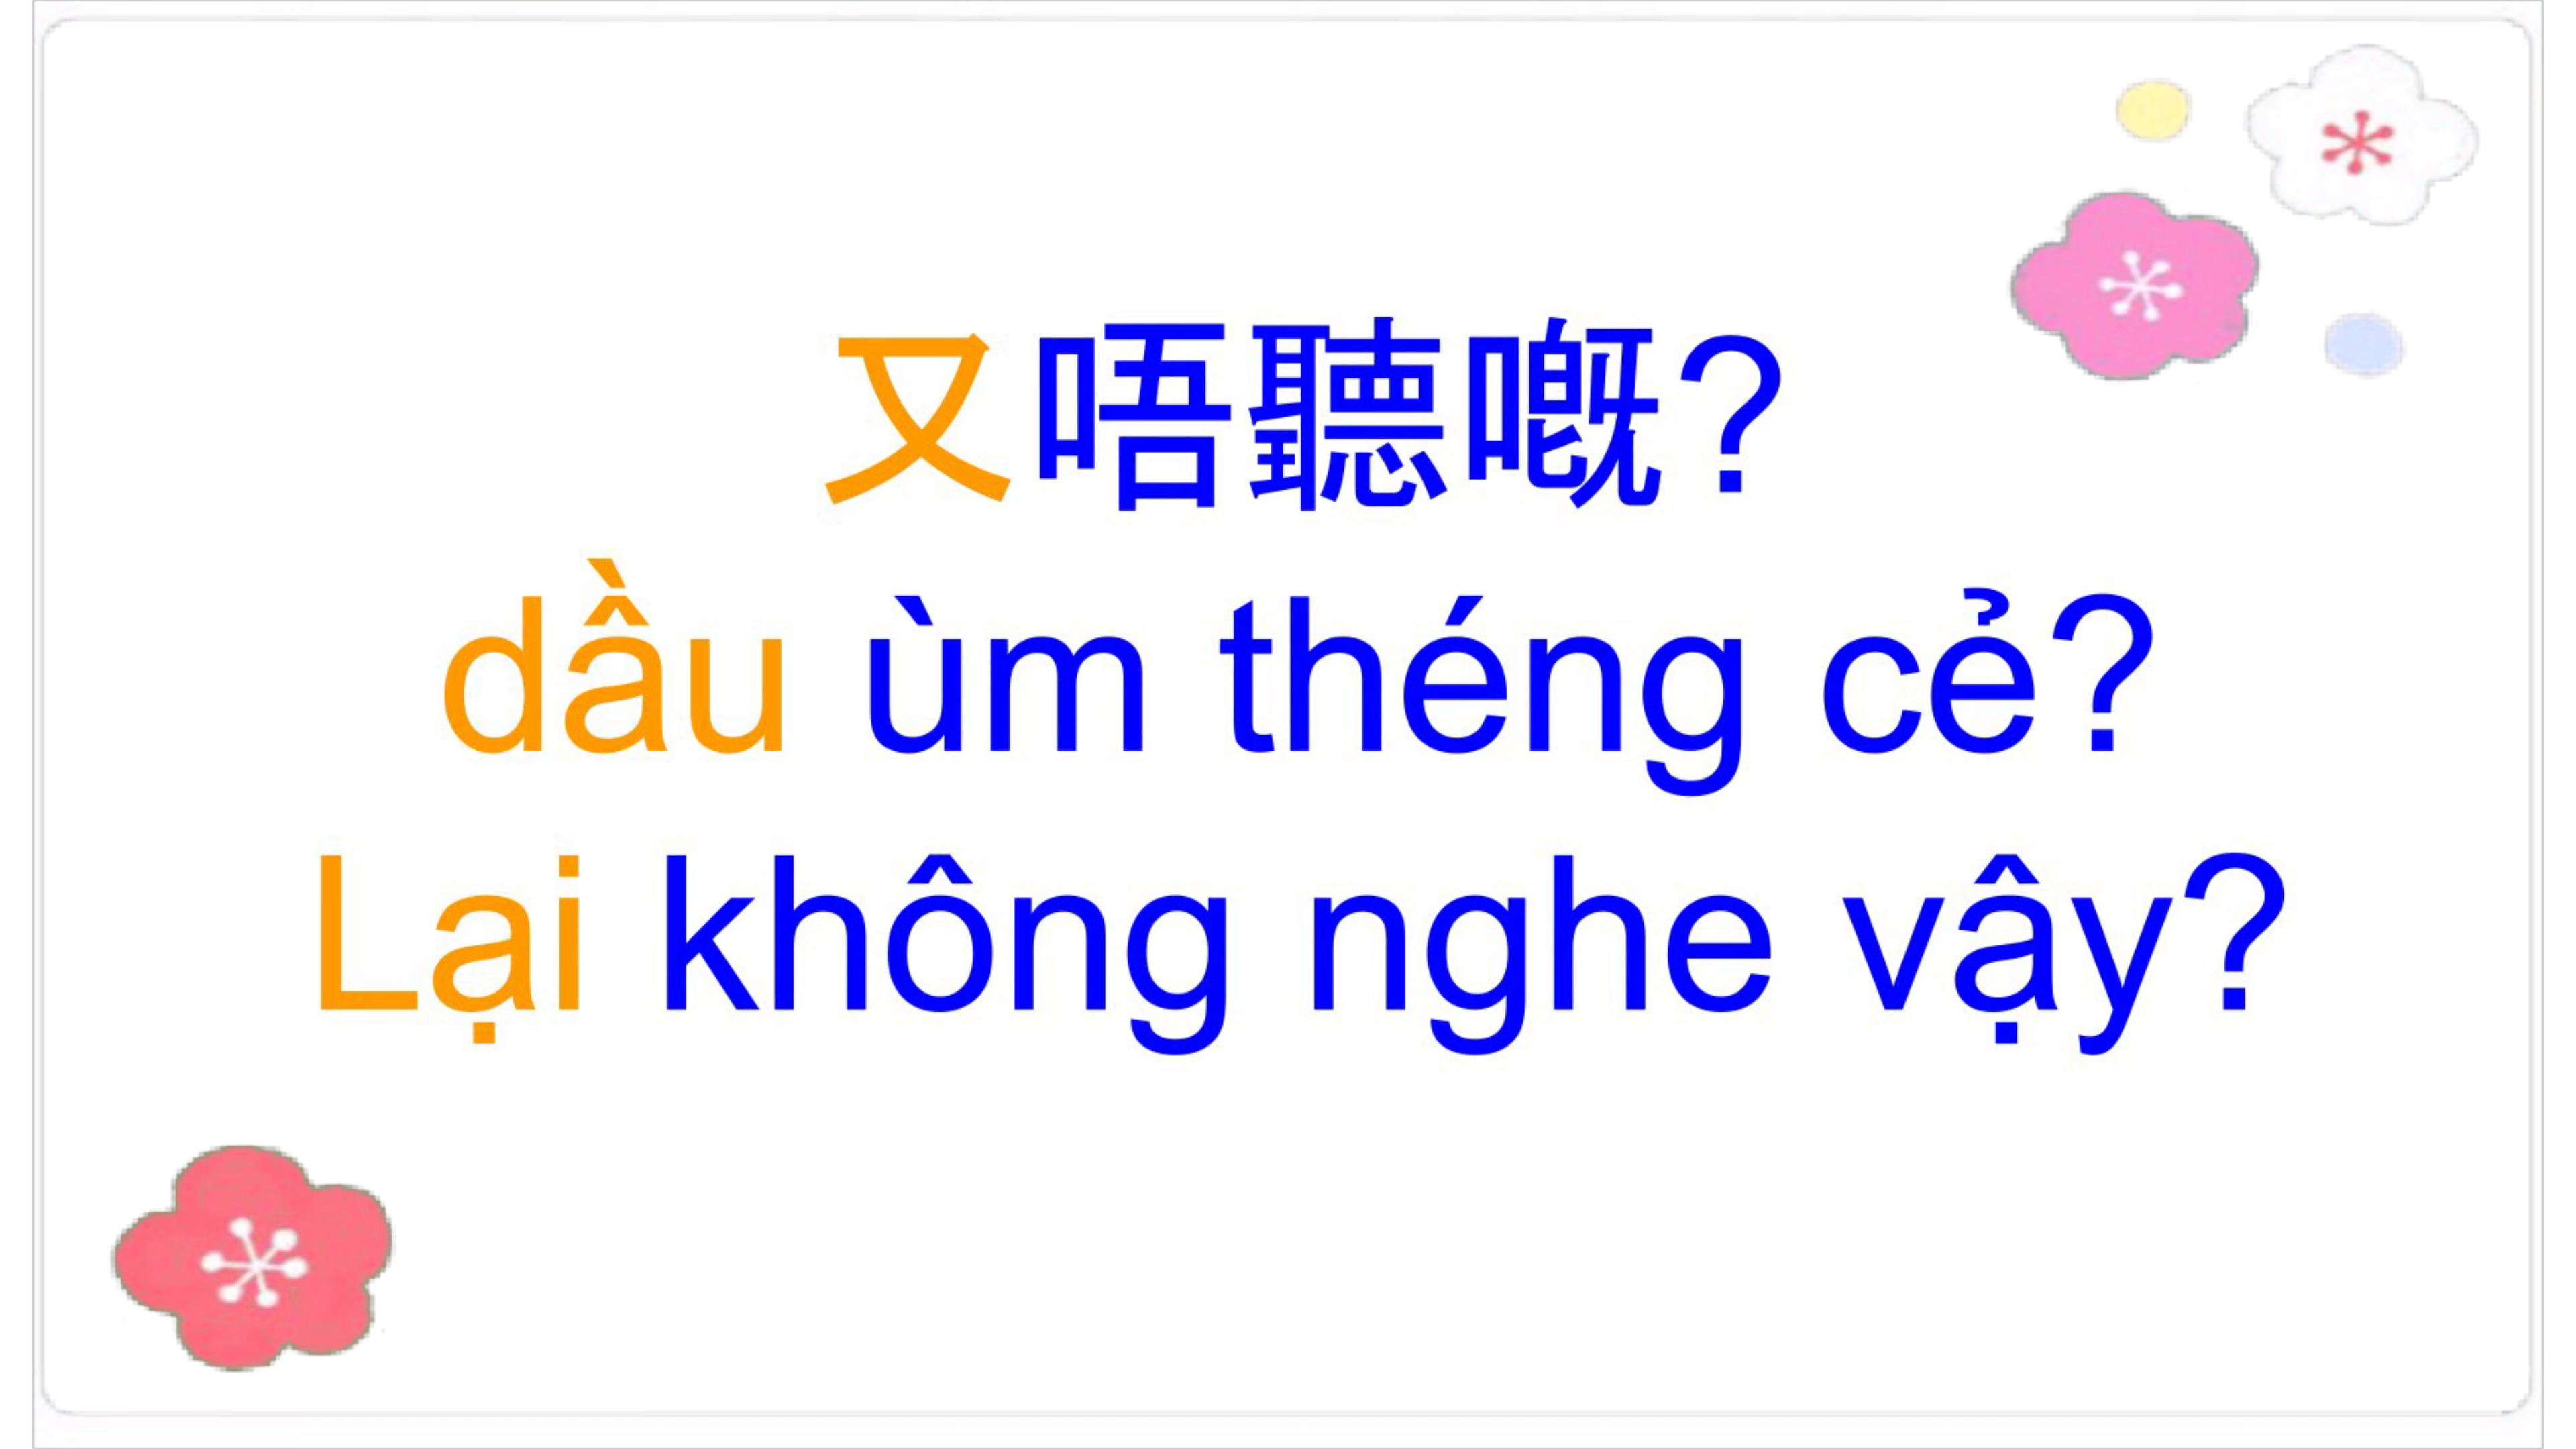 又唔聽嘅?
dầu ùm théng cẻ?
Lại không nghe vậy?